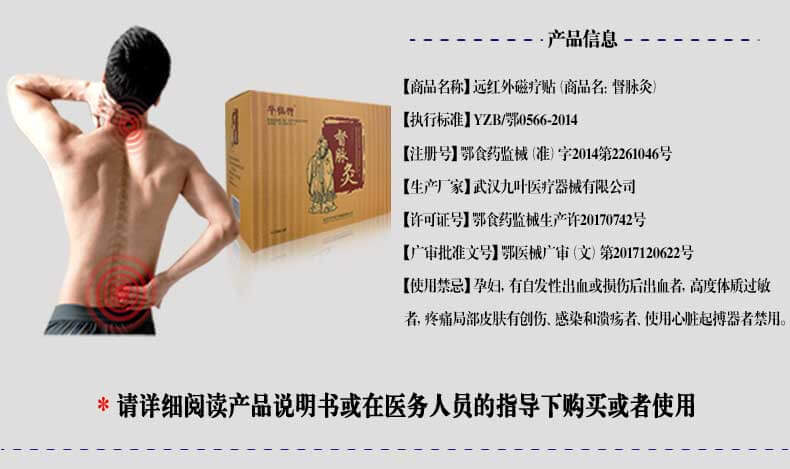 产品信息
【商品名称】远红外磁疗贴(商品名:督脉灸)
【执行标准】YZB/鄂0566-2014
【注册号】鄂食药监械(准)字2014第2261046号
【生产厂家】武汉九叶医疗器械有限公司
【许可证号】鄂食药监械生产许20170742号
【广审批准文号】鄂医械广审(文)第2017120622号
【使用禁忌】孕妇,有自发性出血或损伤后出血者,高度体质过敏
者,疼痛局部皮肤有创伤、感染和溃疡者、使用心脏起搏器者禁用。
督脉
灸
*请详细阅读产品说明书或在医务人员的指导下购买或者使用